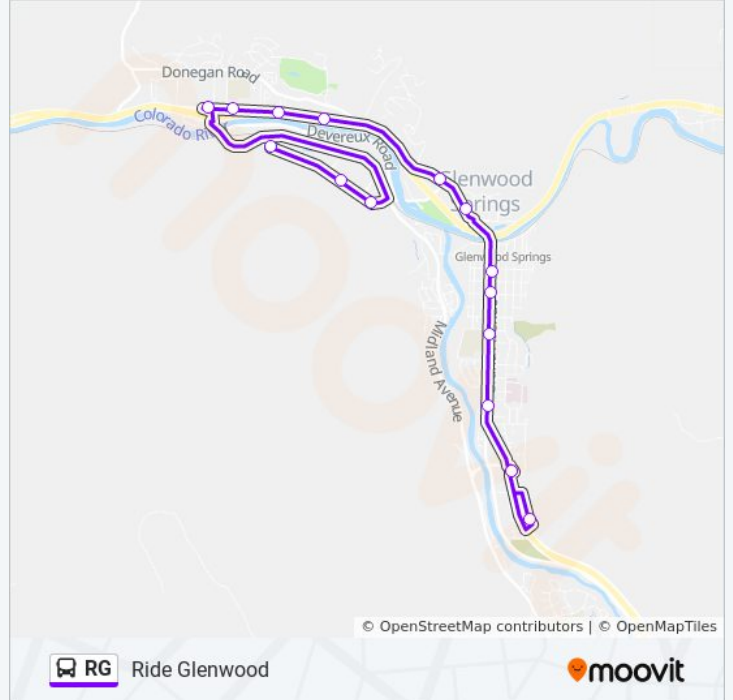 Donegan Road
Colorado Ri
Devereux Road
Glenwood
Springs
Glenwood Springs
Midland Avenue
moovit
© OpenStreetMap contributors | © OpenMapTiles
RG Ride Glenwood
moovit